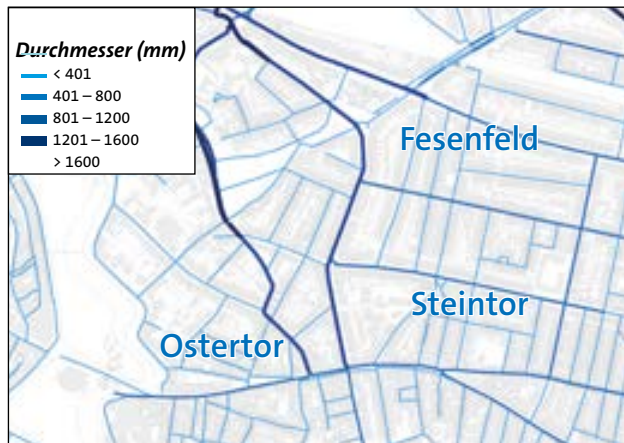 Durchmesser (mm)
< 401
401 – 800
801 – 1200
1201 – 1600
> 1600
Fesenfeld
Steintor
Ostertor